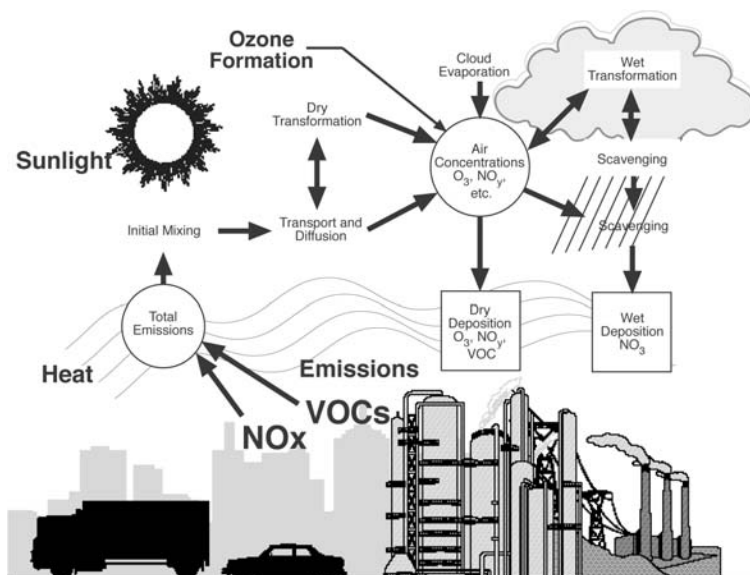 Ozone
Formation
Cloud
Evaporation
Wet
Transformation
Dry
Transformation
Sunlight
Air
Concentrations
O3, NOy,
etc.
Scavenging
Initial Mixing
Transport and
Diffusion
Scavenging
Total
Emissions
Dry
Deposition
O3, NOy,
VOC
Wet
Deposition
NO3
Heat
Emissions
VOCs
NOx